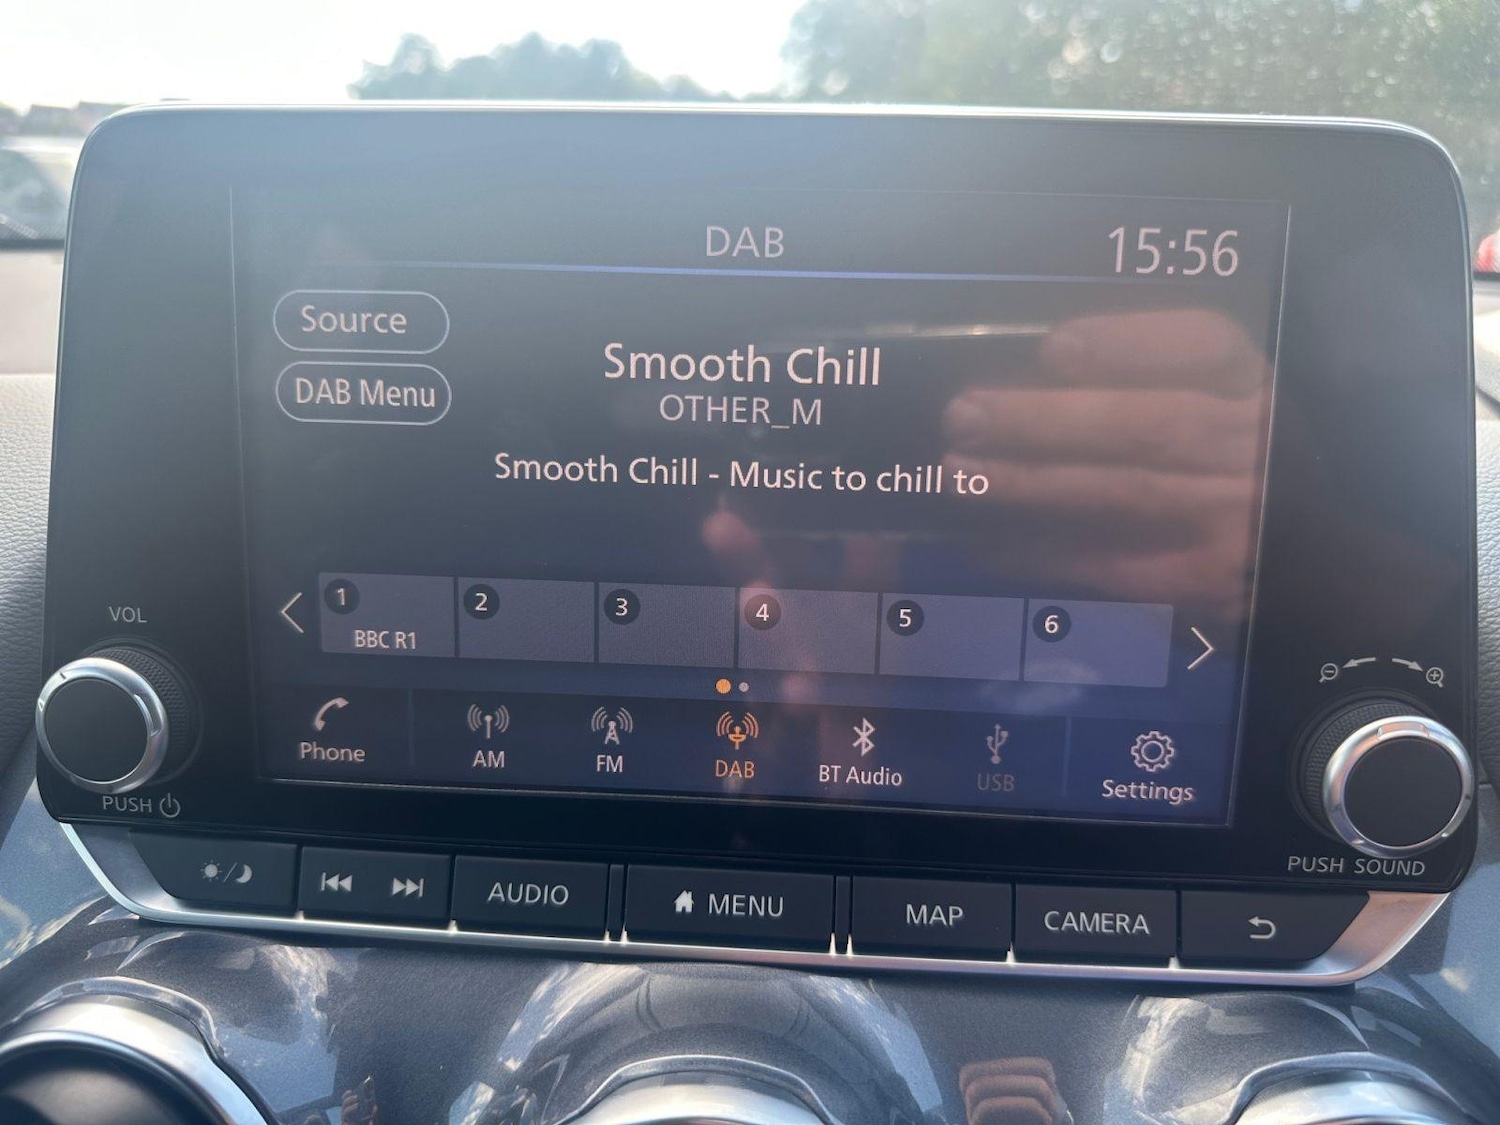 DAB
15:56
Source
DAB Menu
Smooth Chill
OTHER_M
Smooth Chill - Music to chill to
1
2
3
4
5
6
BBC R1
Phone
AM
FM
DAB
BT Audio
USB
Settings
VOL
PUSH
PUSH SOUND
AUDIO
MENU
MAP
CAMERA